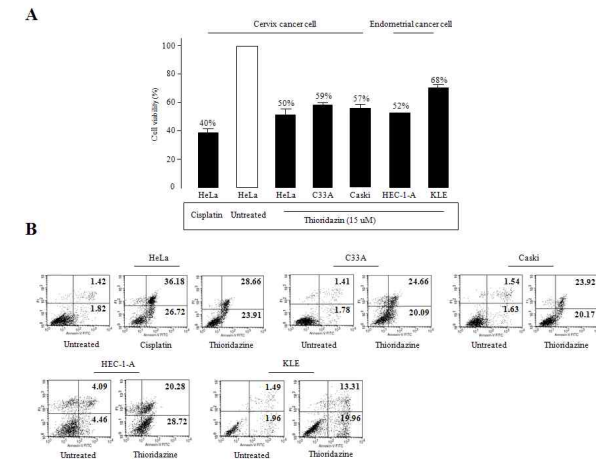 A
Cervix cancer cell
Endometrial cancer cell
Cell viability (%)
100
80
60
40
20
0
40%
50%
59%
57%
52%
68%
HeLa
HeLa
HeLa
C33A
Caski
HEC-1-A
KLE
Cisplatin
Untreated
Thioridazin (15 uM)
B
HeLa
C33A
Caski
1.42
1.82
36.18
26.72
28.66
23.91
1.41
1.78
24.66
20.09
1.54
1.63
23.92
20.17
Untreated
Cisplatin
Thioridazine
Untreated
Thioridazine
Untreated
Thioridazine
HEC-1-A
KLE
4.09
4.46
20.28
28.72
1.49
1.96
13.31
19.96
Untreated
Thioridazine
Untreated
Thioridazine